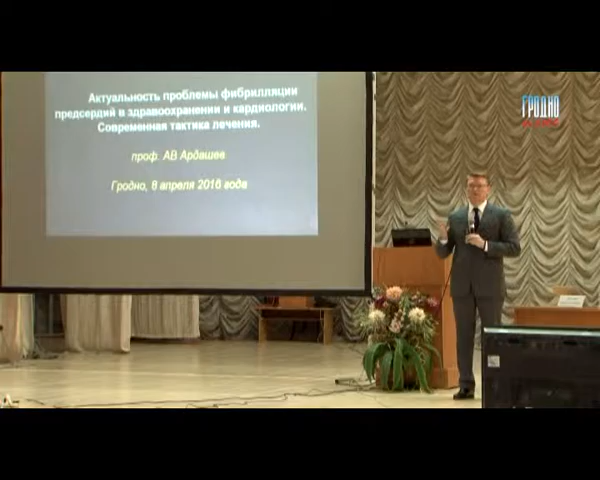 Актуальность проблемы фибрилляции
предсердий в здравоохранении и кардиологии.
Современная тактика лечения.
проф. АВ Ардашев
Гродно, 8 апреля 2016 года
ГРОДНО